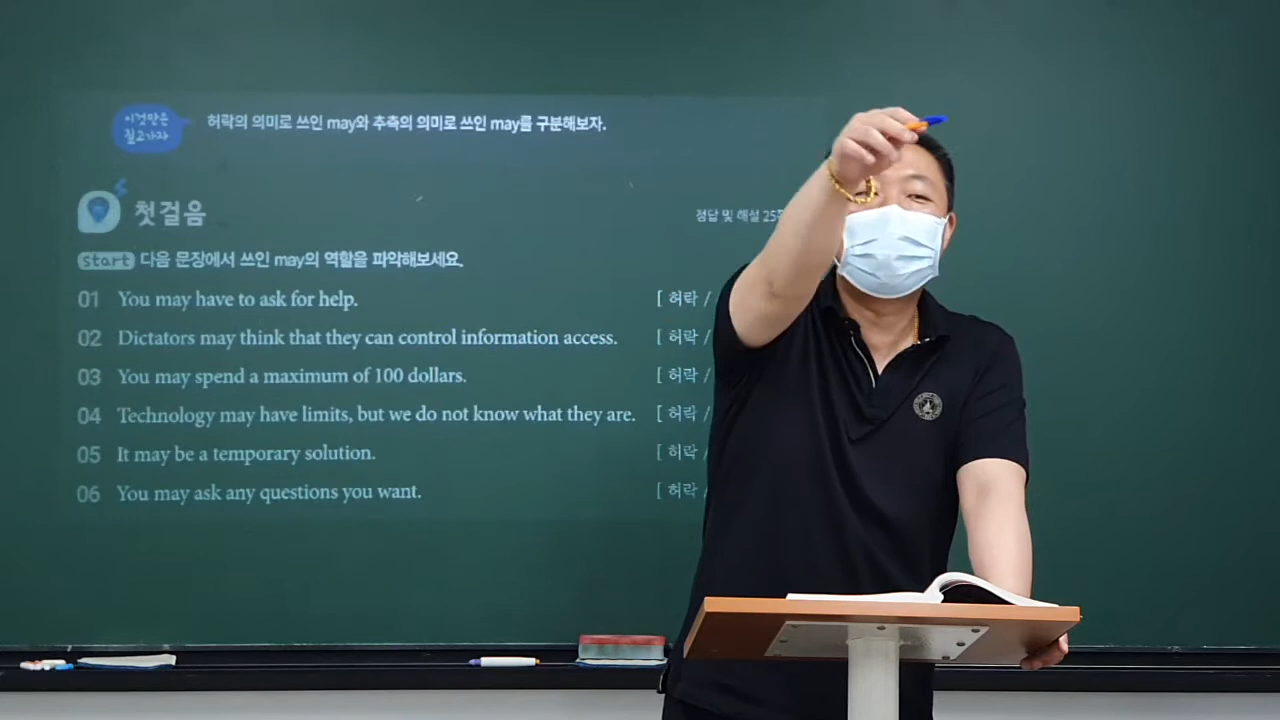 이것만은
짚고가자
허락의 의미로 쓰인 may와 추측의 의미로 쓰인 may를 구분해보자.
첫걸음
정답 및 해설 25
start 다음 문장에서 쓰인 may의 역할을 파악해보세요.
01 You may have to ask for help. [ 허락 /
02 Dictators may think that they can control information access. [ 허락 /
03 You may spend a maximum of 100 dollars. [ 허락 /
04 Technology may have limits, but we do not know what they are. [ 허락 /
05 It may be a temporary solution. [ 허락 /
06 You may ask any questions you want. [ 허락 /